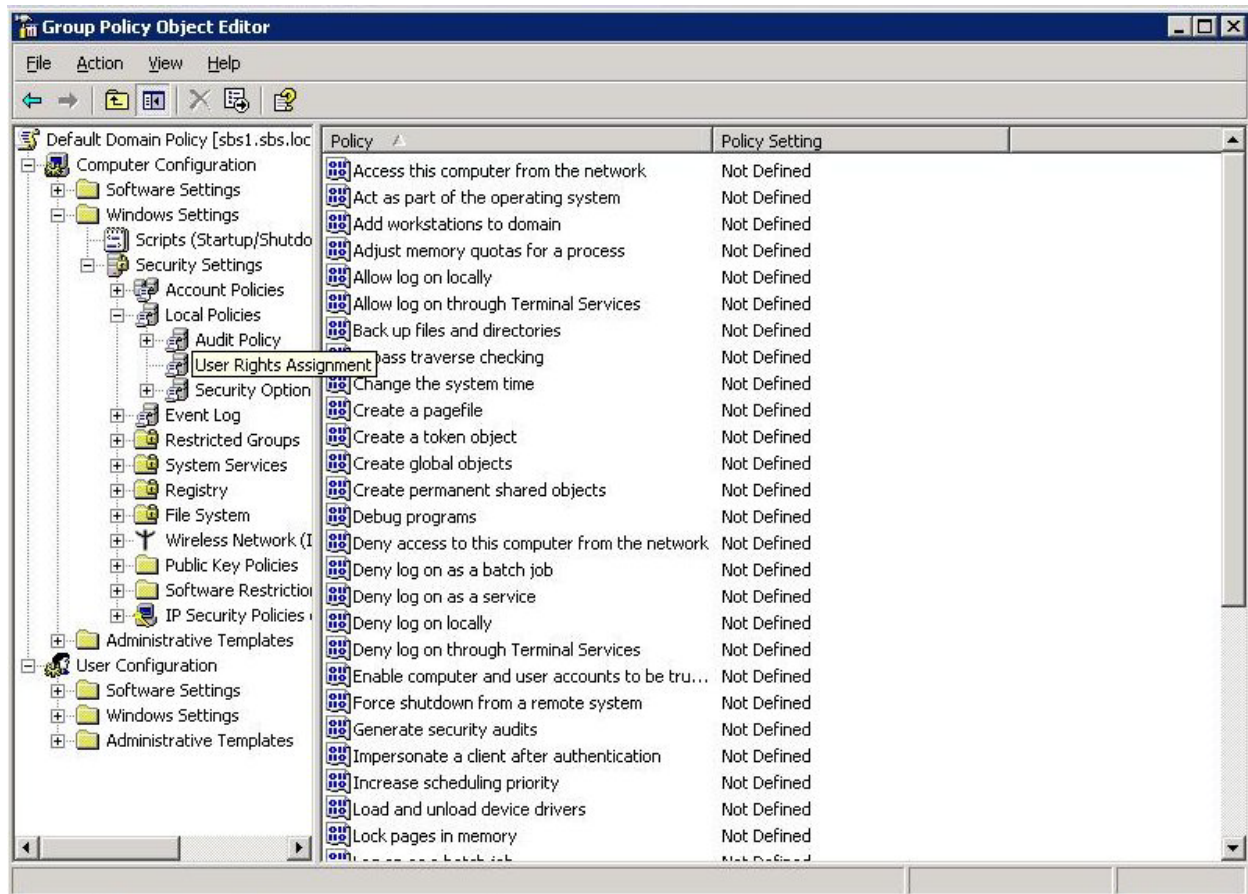 Group Policy Object Editor
File Action View Help
Default Domain Policy [sbs1.sbs.loc
Computer Configuration
Software Settings
Windows Settings
Scripts (Startup/Shutdo
Security Settings
Account Policies
Local Policies
Audit Policy
User Rights Assignment
Security Option
Event Log
Restricted Groups
System Services
Registry
File System
Wireless Network (I
Public Key Policies
Software Restriction
IP Security Policies
Administrative Templates
User Configuration
Software Settings
Windows Settings
Administrative Templates
Policy Policy Setting
Access this computer from the network Not Defined
Act as part of the operating system Not Defined
Add workstations to domain Not Defined
Adjust memory quotas for a process Not Defined
Allow log on locally Not Defined
Allow log on through Terminal Services Not Defined
Back up files and directories Not Defined
pass traverse checking Not Defined
Change the system time Not Defined
Create a pagefile Not Defined
Create a token object Not Defined
Create global objects Not Defined
Create permanent shared objects Not Defined
Debug programs Not Defined
Deny access to this computer from the network Not Defined
Deny log on as a batch job Not Defined
Deny log on as a service Not Defined
Deny log on locally Not Defined
Deny log on through Terminal Services Not Defined
Enable computer and user accounts to be tru... Not Defined
Force shutdown from a remote system Not Defined
Generate security audits Not Defined
Impersonate a client after authentication Not Defined
Increase scheduling priority Not Defined
Load and unload device drivers Not Defined
Lock pages in memory Not Defined
Log on as a batch job Not Defined